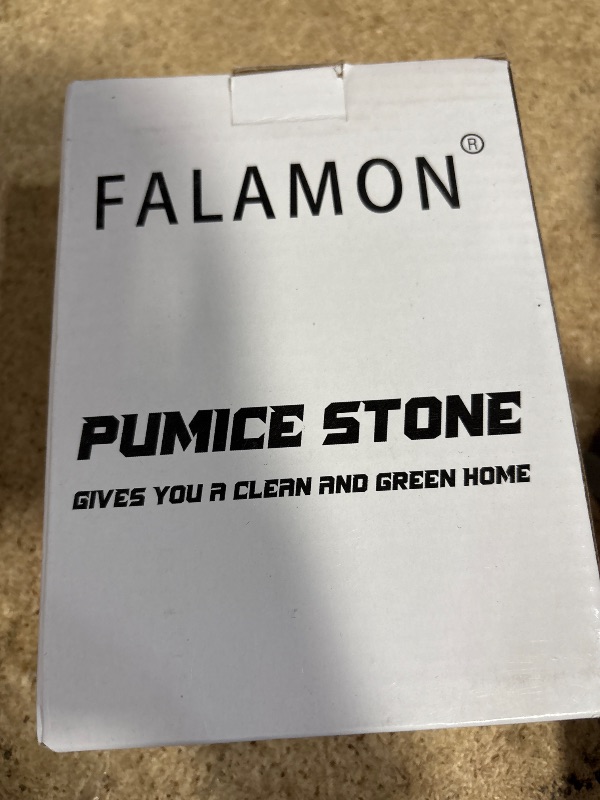 FALAMON®
PUMICE STONE
GIVES YOU A CLEAN AND GREEN HOME